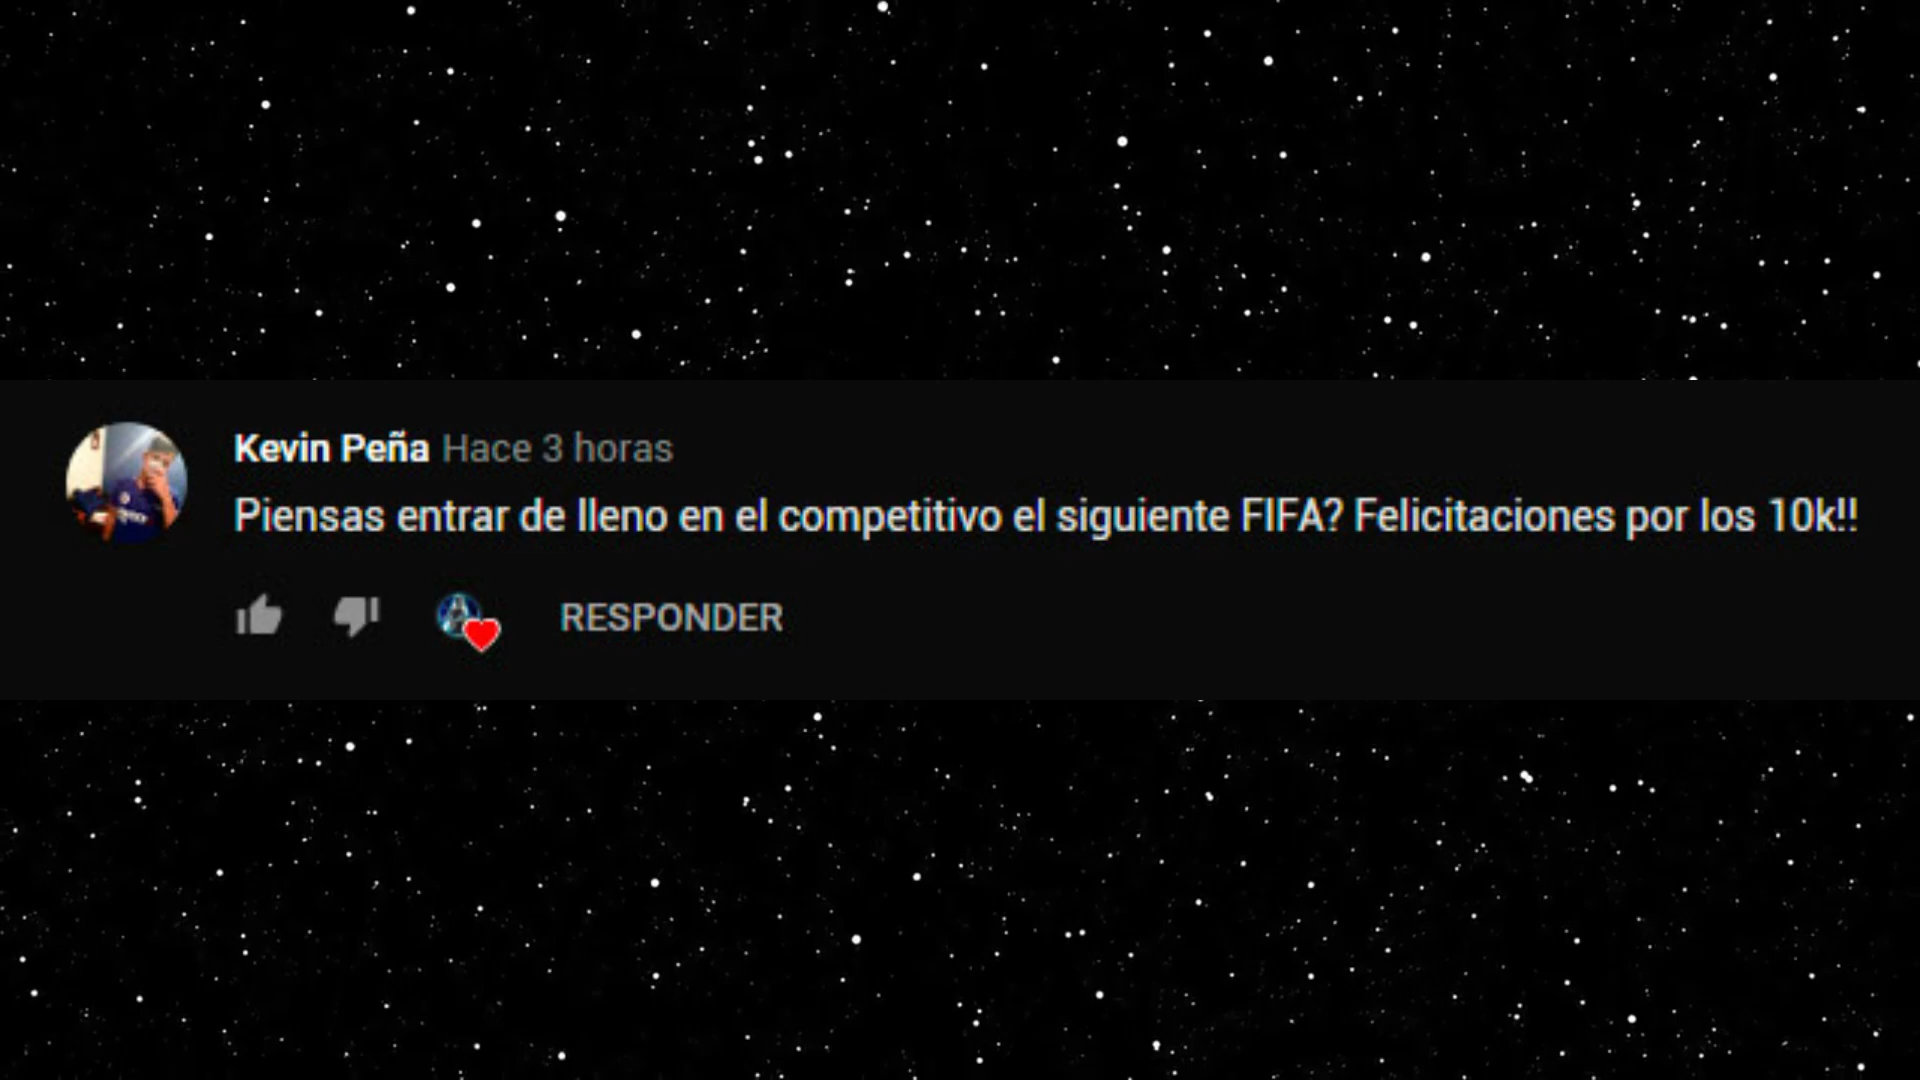 Kevin Peña Hace 3 horas
Piensas entrar de lleno en el competitivo el siguiente FIFA? Felicitaciones por los 10k!!
RESPONDER